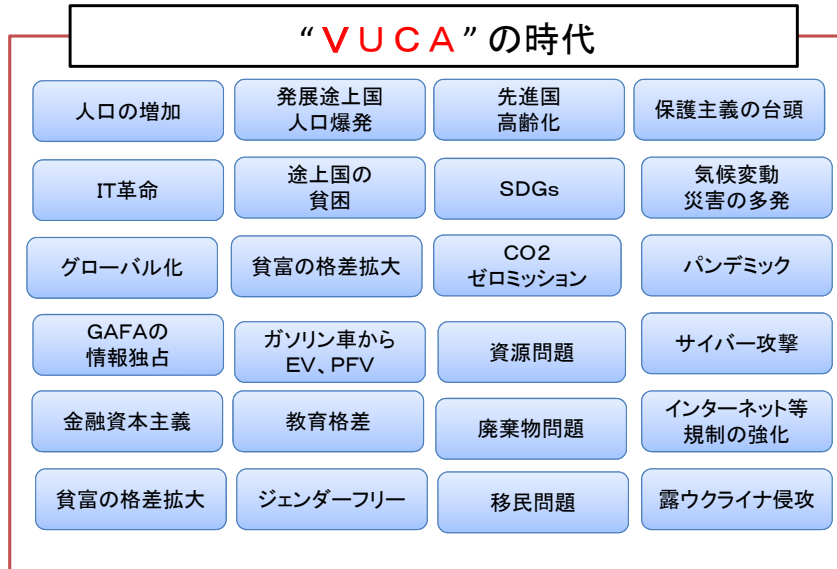 “ＶＵＣＡ”の時代
人口の増加
発展途上国
人口爆発
先進国
高齢化
保護主義の台頭
IT革命
途上国の
貧困
SDGs
気候変動
災害の多発
グローバル化
貧富の格差拡大
CO2
ゼロミッション
パンデミック
GAFAの
情報独占
ガソリン車から
EV、PFV
資源問題
サイバー攻撃
金融資本主義
教育格差
廃棄物問題
インターネット等
規制の強化
貧富の格差拡大
ジェンダーフリー
移民問題
露ウクライナ侵攻